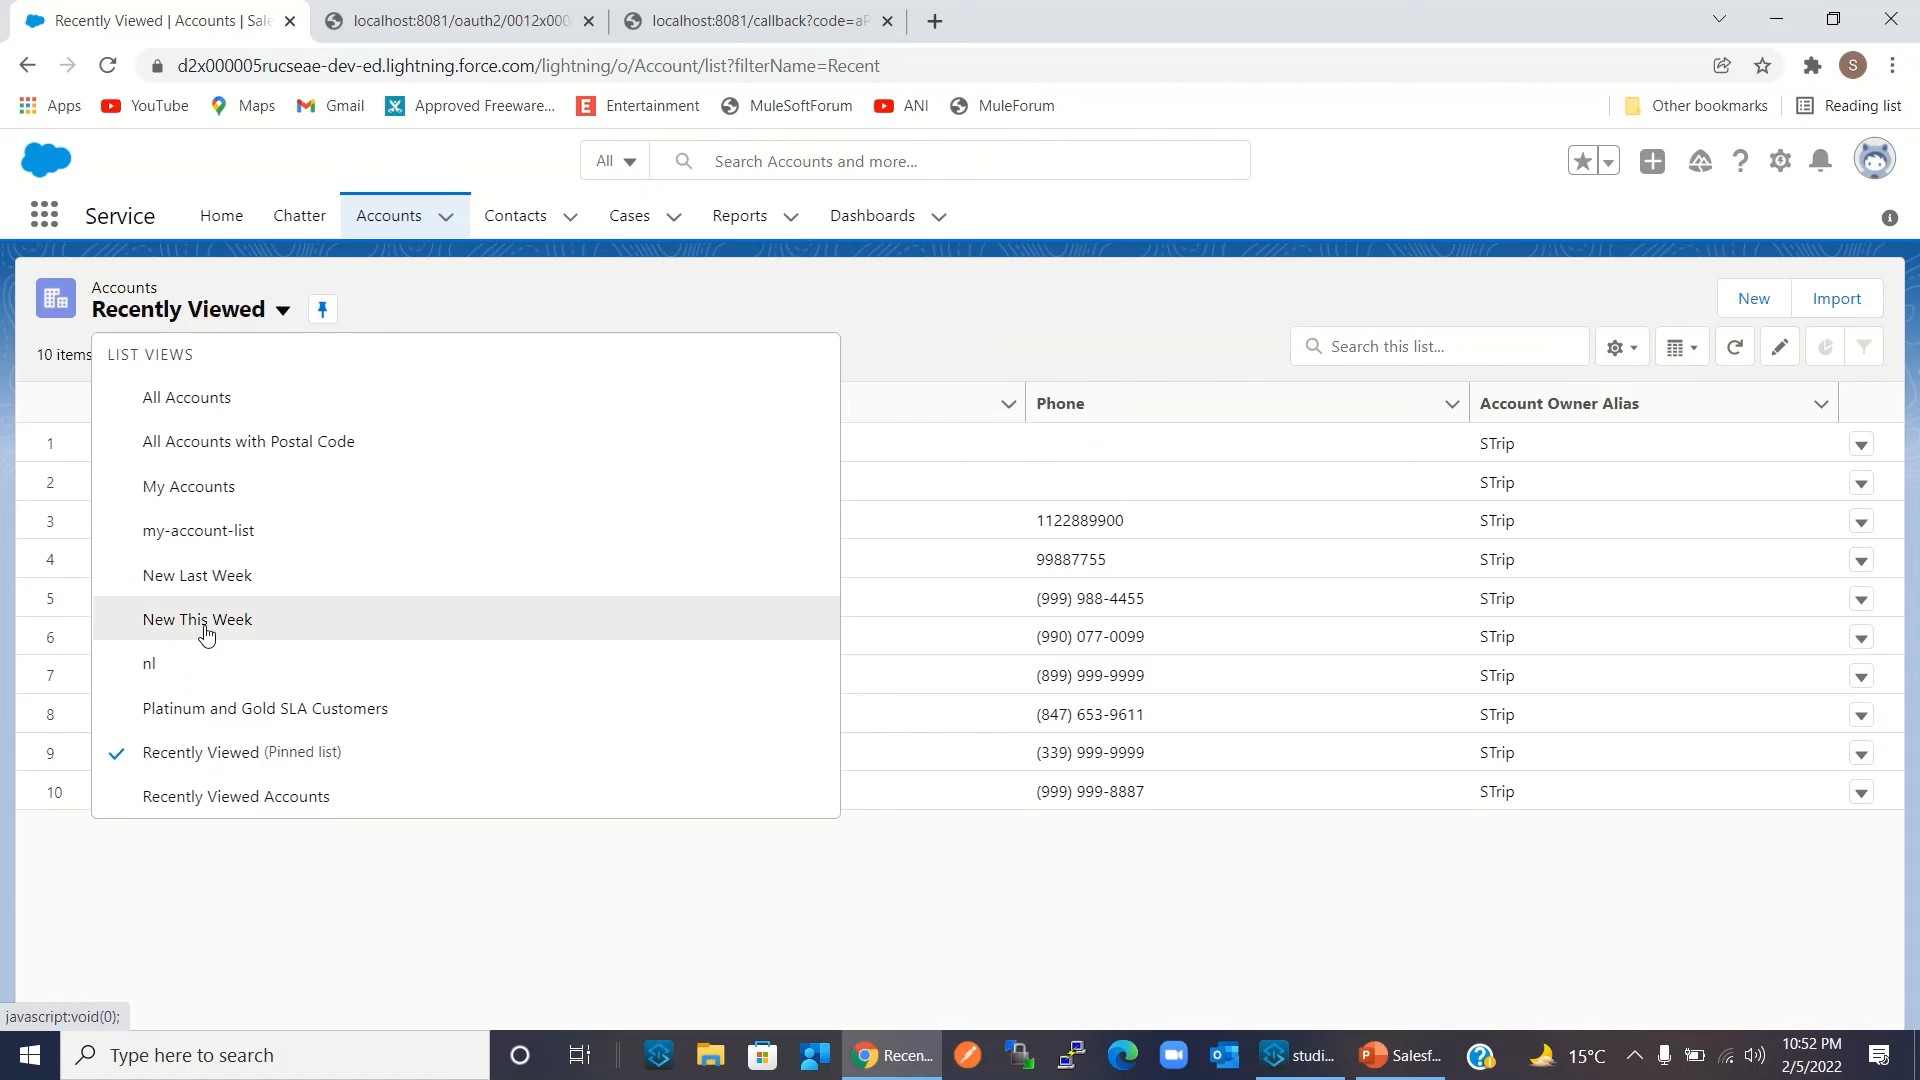 Recently Viewed | Accounts | Sale
localhost:8081/oauth2/0012x000
localhost:8081/callback?code=aP
d2x000005rucseae-dev-ed.lightning.force.com/lightning/o/Account/list?filterName=Recent
S
Apps
YouTube
Maps
Gmail
Approved Freeware...
Entertainment
MuleSoftForum
ANI
MuleForum
Other bookmarks
Reading list
All
Search Accounts and more...
Service
Home
Chatter
Accounts
Contacts
Cases
Reports
Dashboards
Accounts
Recently Viewed
New
Import
10 items
Search this list...
LIST VIEWS
All Accounts
All Accounts with Postal Code
My Accounts
my-account-list
New Last Week
New This Week
nl
Platinum and Gold SLA Customers
Recently Viewed (Pinned list)
Recently Viewed Accounts
Phone
Account Owner Alias
1 STrip
2 STrip
3 1122889900 STrip
4 99887755 STrip
5 (999) 988-4455 STrip
6 (990) 077-0099 STrip
7 (899) 999-9999 STrip
8 (847) 653-9611 STrip
9 (339) 999-9999 STrip
10 (999) 999-8887 STrip
javascript:void(0);
Type here to search
Recen...
studi...
Salesf...
15°C
10:52 PM
2/5/2022